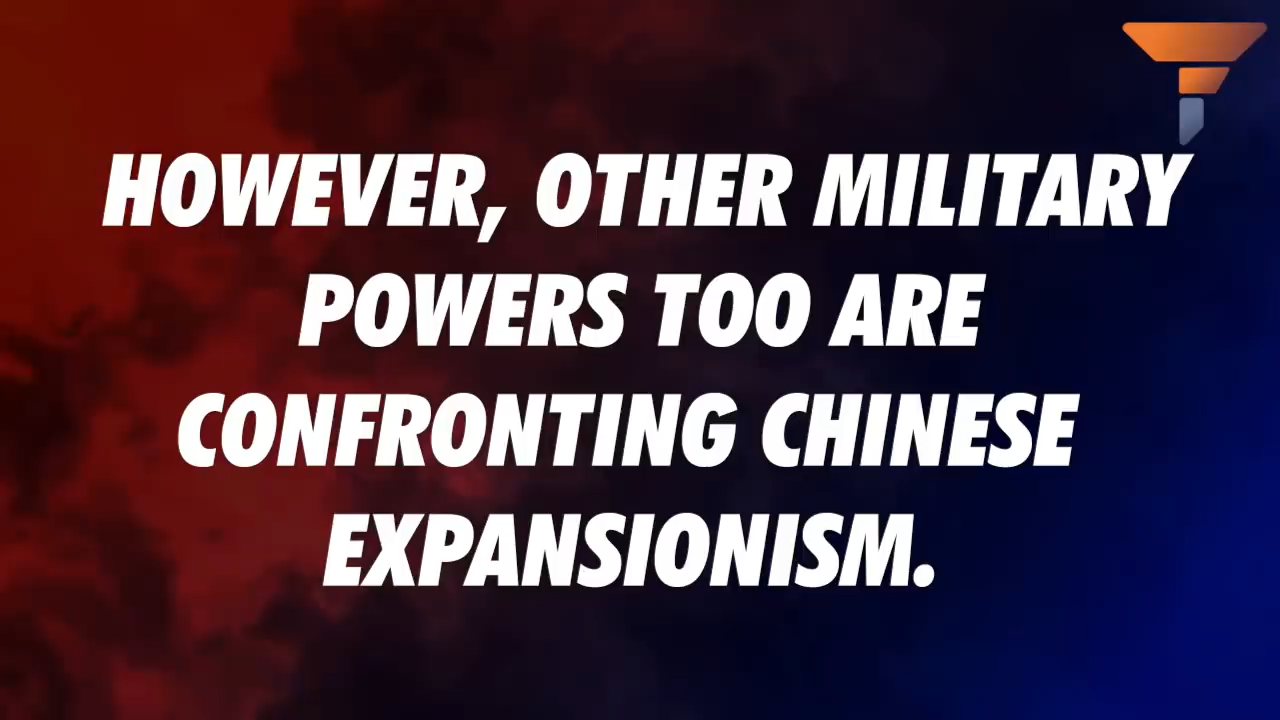 HOWEVER, OTHER MILITARY
POWERS TOO ARE
CONFRONTING CHINESE
EXPANSIONISM.